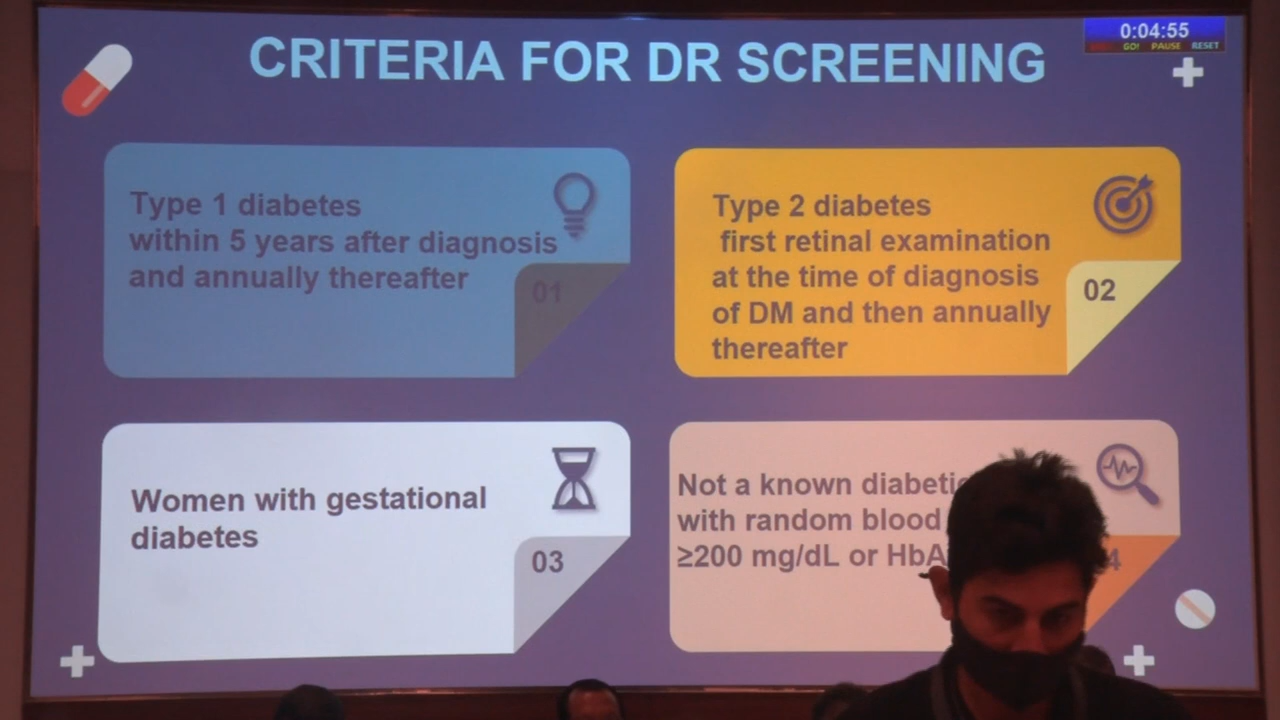 CRITERIA FOR DR SCREENING
0:04:55
GO! PAUSE RESET
Type 1 diabetes
within 5 years after diagnosis
and annually thereafter
01
Type 2 diabetes
first retinal examination
at the time of diagnosis
of DM and then annually
thereafter
02
Women with gestational
diabetes
03
Not a known diabetic
with random blood
≥200 mg/dL or